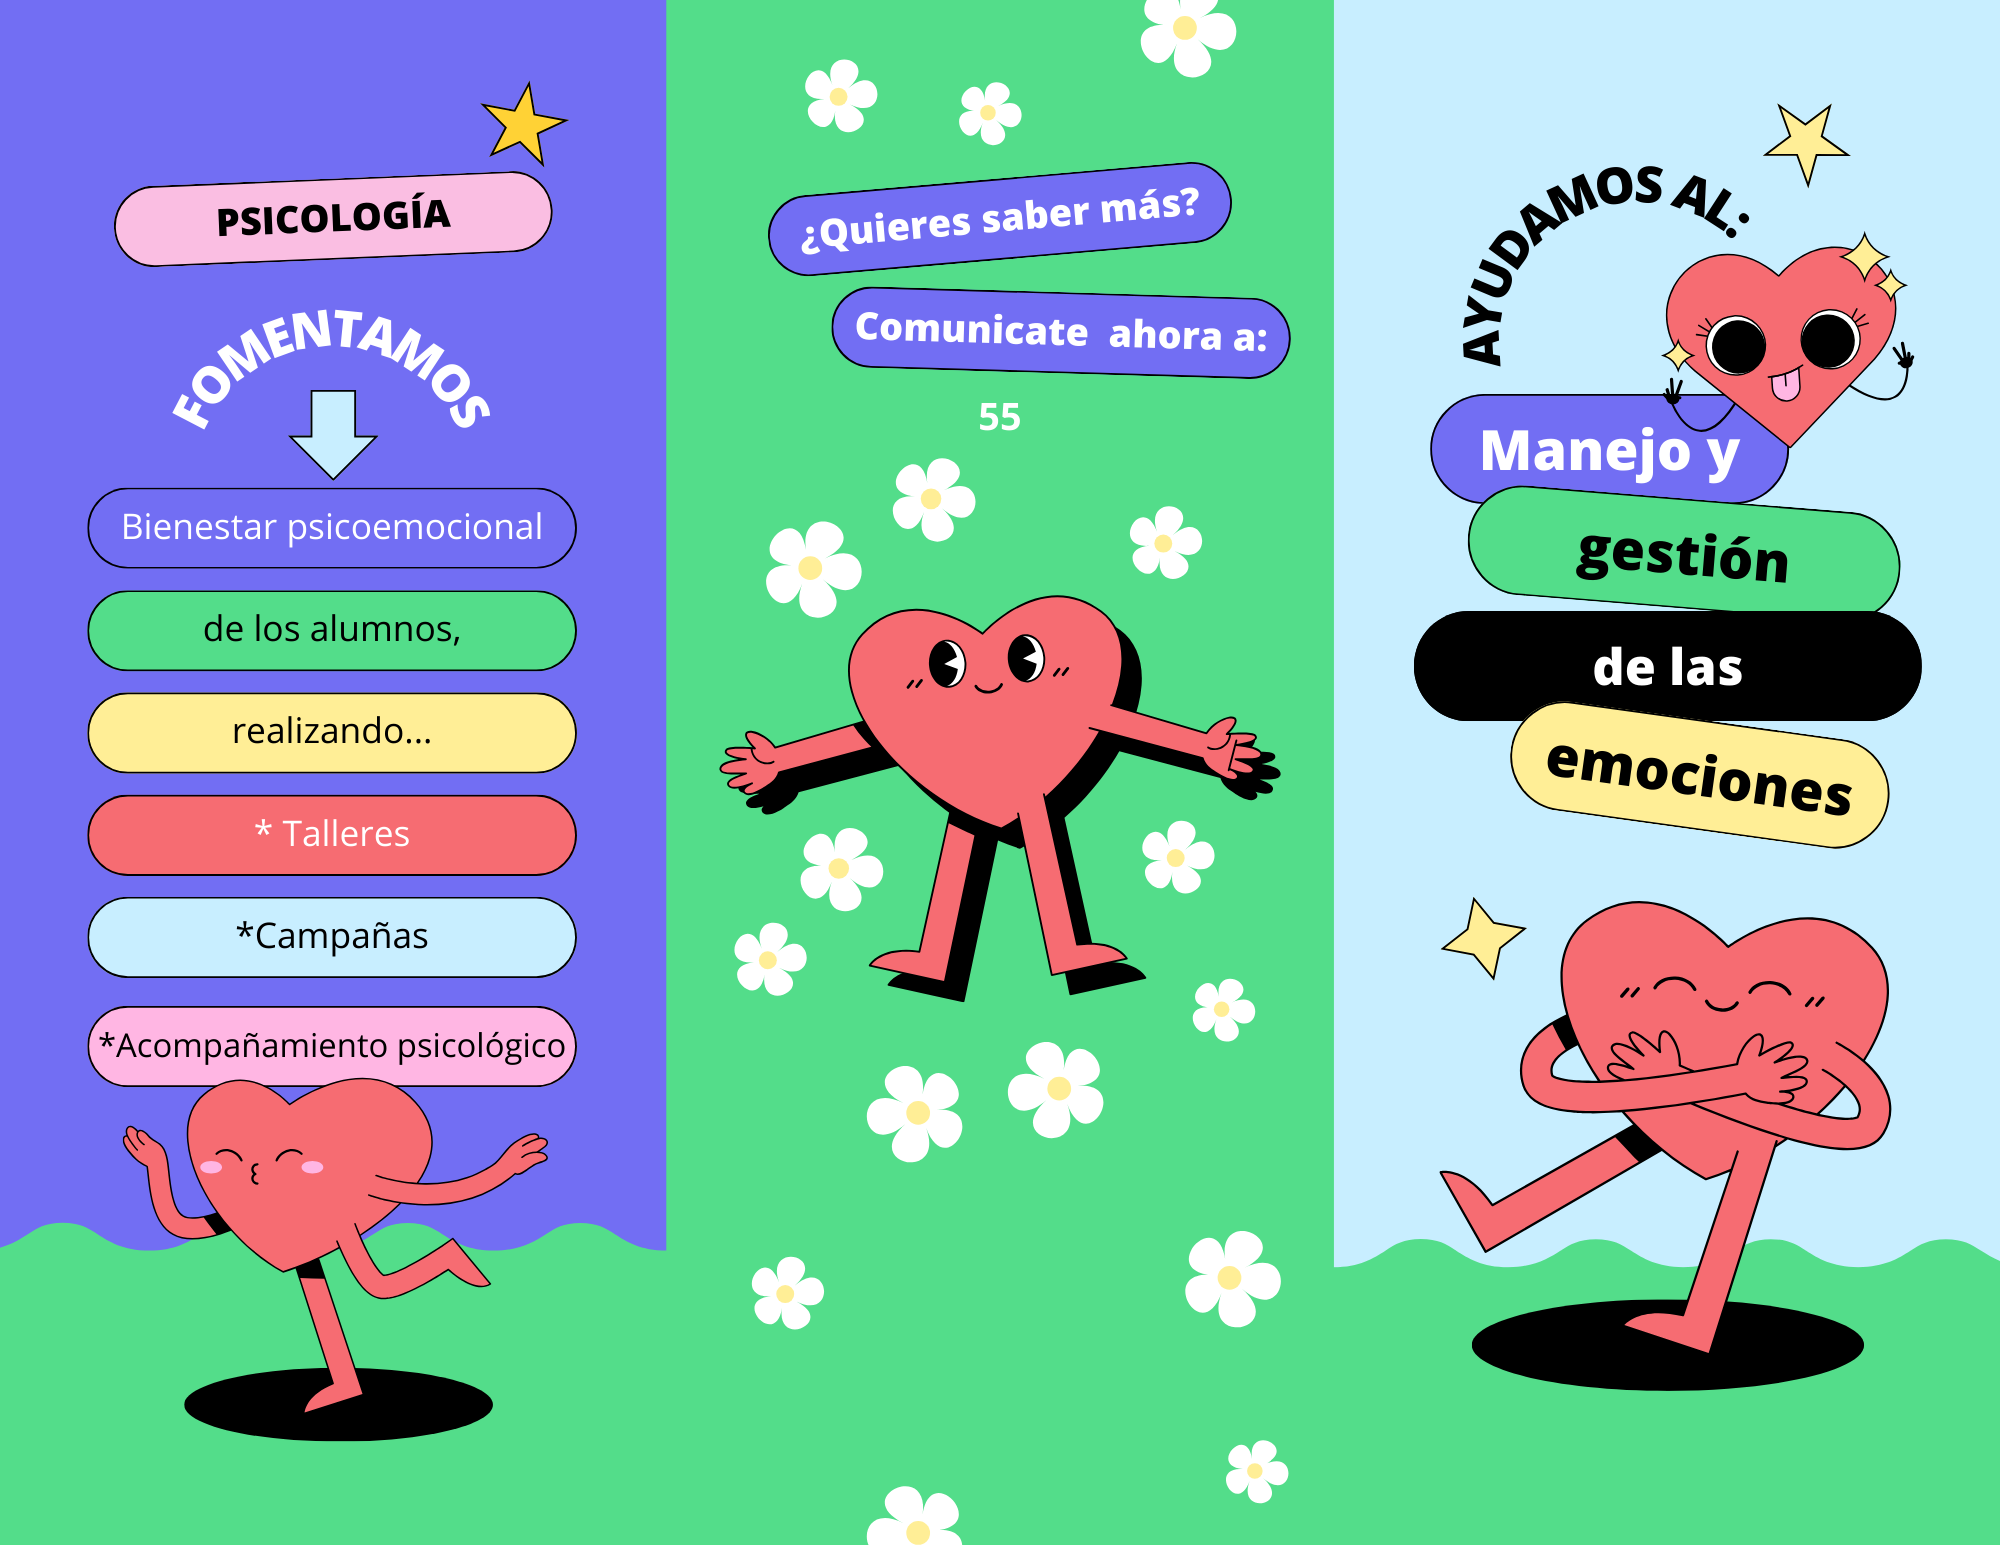 PSICOLOGÍA
FOMENTAMOS
Bienestar psicoemocional
de los alumnos,
realizando...
* Talleres
*Campañas
*Acompañamiento psicológico
¿Quieres saber más?
Comunicate ahora a:
55
AYUDAMOS AL:
Manejo y
gestión
de las
emociones